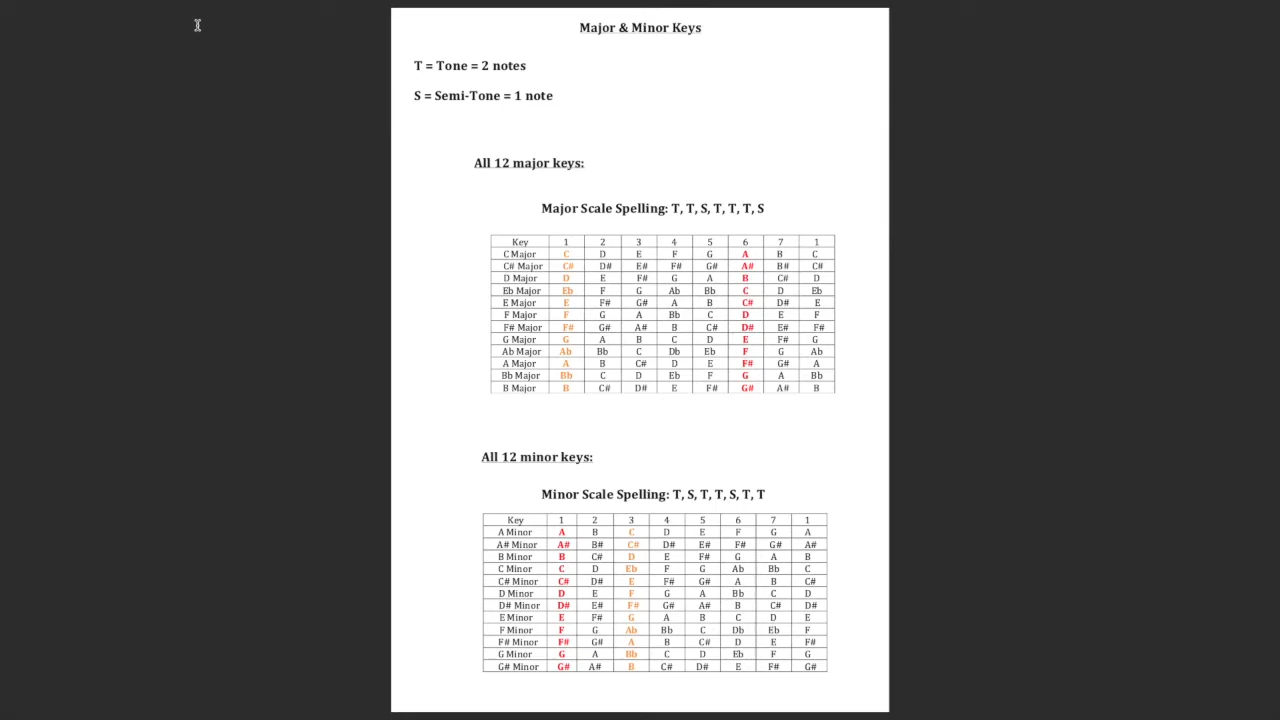 Major & Minor Keys
T = Tone = 2 notes
S = Semi-Tone = 1 note
All 12 major keys:
Major Scale Spelling: T, T, S, T, T, T, S
Key 1 2 3 4 5 6 7 1
C Major C D E F G A B C
C# Major C# D# E# F# G# A# B# C#
D Major D E F# G A B C# D
Eb Major Eb F G Ab Bb C D Eb
E Major E F# G# A B C# D# E
F Major F G A Bb C D E F
F# Major F# G# A# B C# D# E# F#
G Major G A B C D E F# G
Ab Major Ab Bb C Db Eb F G Ab
A Major A B C# D E F# G# A
Bb Major Bb C D Eb F G A Bb
B Major B C# D# E F# G# A# B
All 12 minor keys:
Minor Scale Spelling: T, S, T, T, S, T, T
Key 1 2 3 4 5 6 7 1
A Minor A B C D E F G A
A# Minor A# B# C# D# E# F# G# A#
B Minor B C# D E F# G A B
C Minor C D Eb F G Ab Bb C
C# Minor C# D# E F# G# A B C#
D Minor D E F G A Bb C D
D# Minor D# E# F# G# A# B C# D#
E Minor E F# G A B C D E
F Minor F G Ab Bb C Db Eb F
F# Minor F# G# A B C# D E F#
G Minor G A Bb C D Eb F G
G# Minor G# A# B C# D# E F# G#